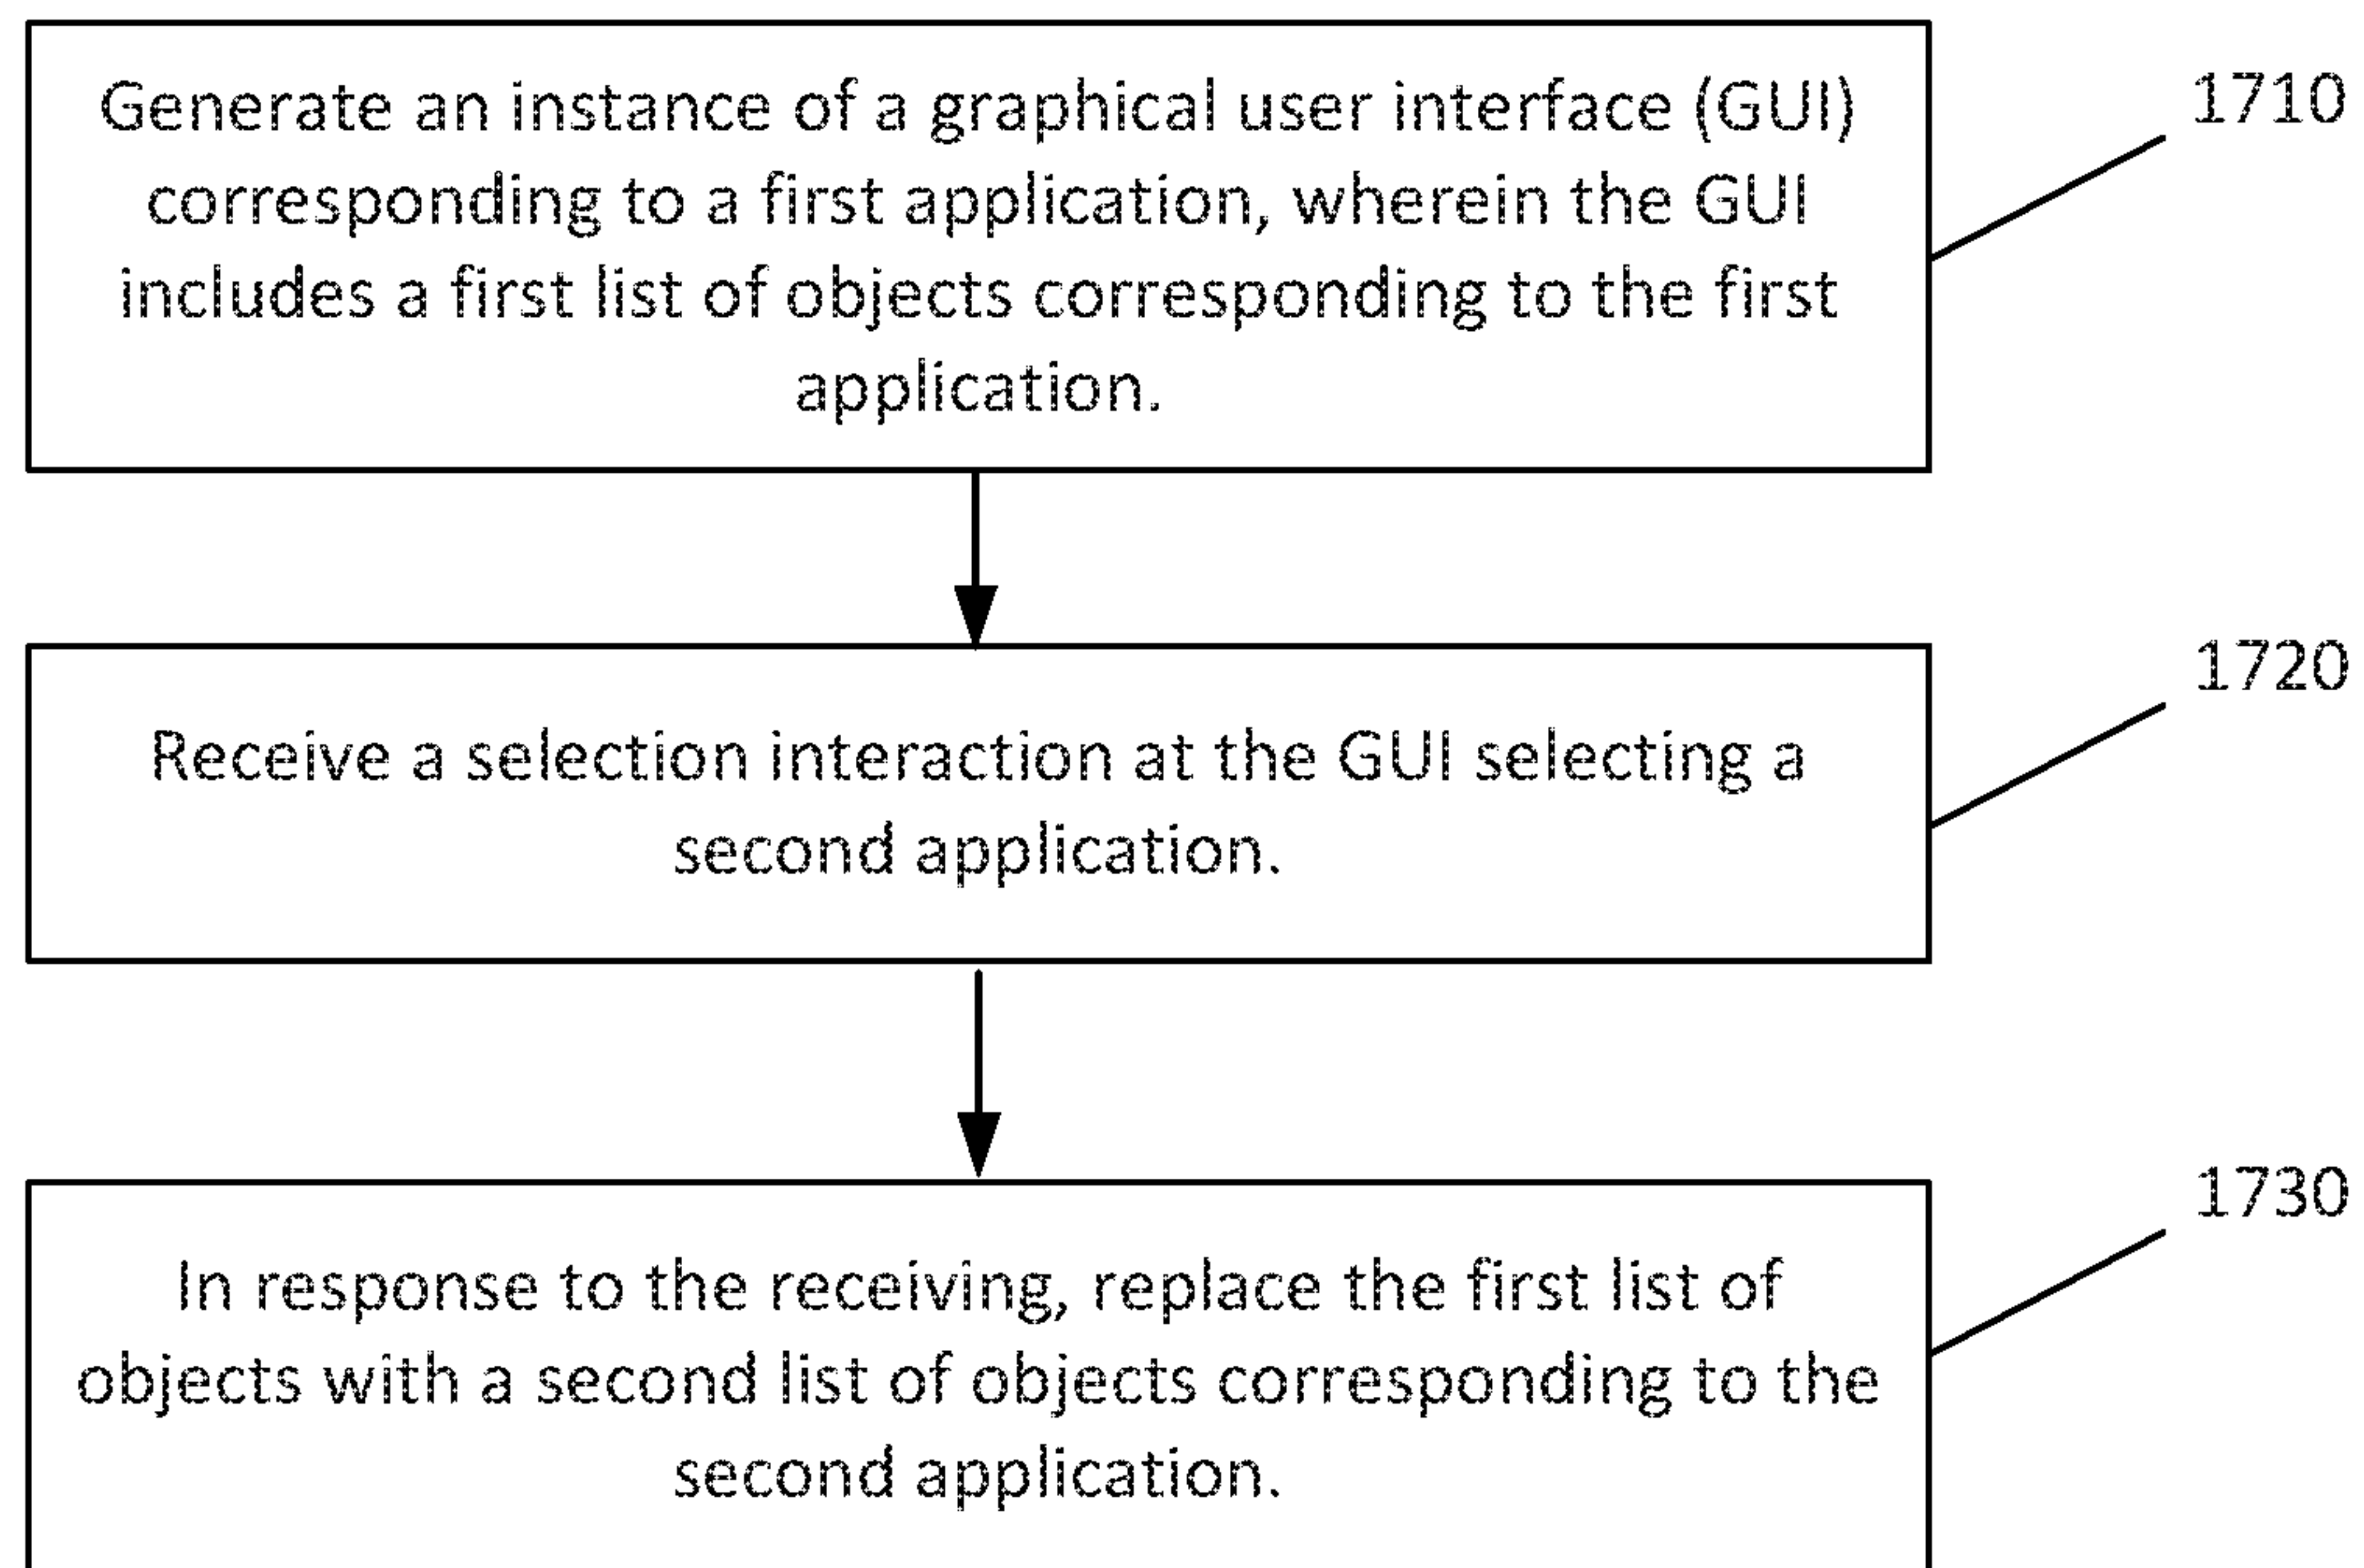 Generate an instance of a graphical user interface (GUI)
corresponding to a first application, wherein the GUI
includes a first list of objects corresponding to the first
application.
1710
Receive a selection interaction at the GUI selecting a
second application.
1720
In response to the receiving, replace the first list of
objects with a second list of objects corresponding to the
second application.
1730